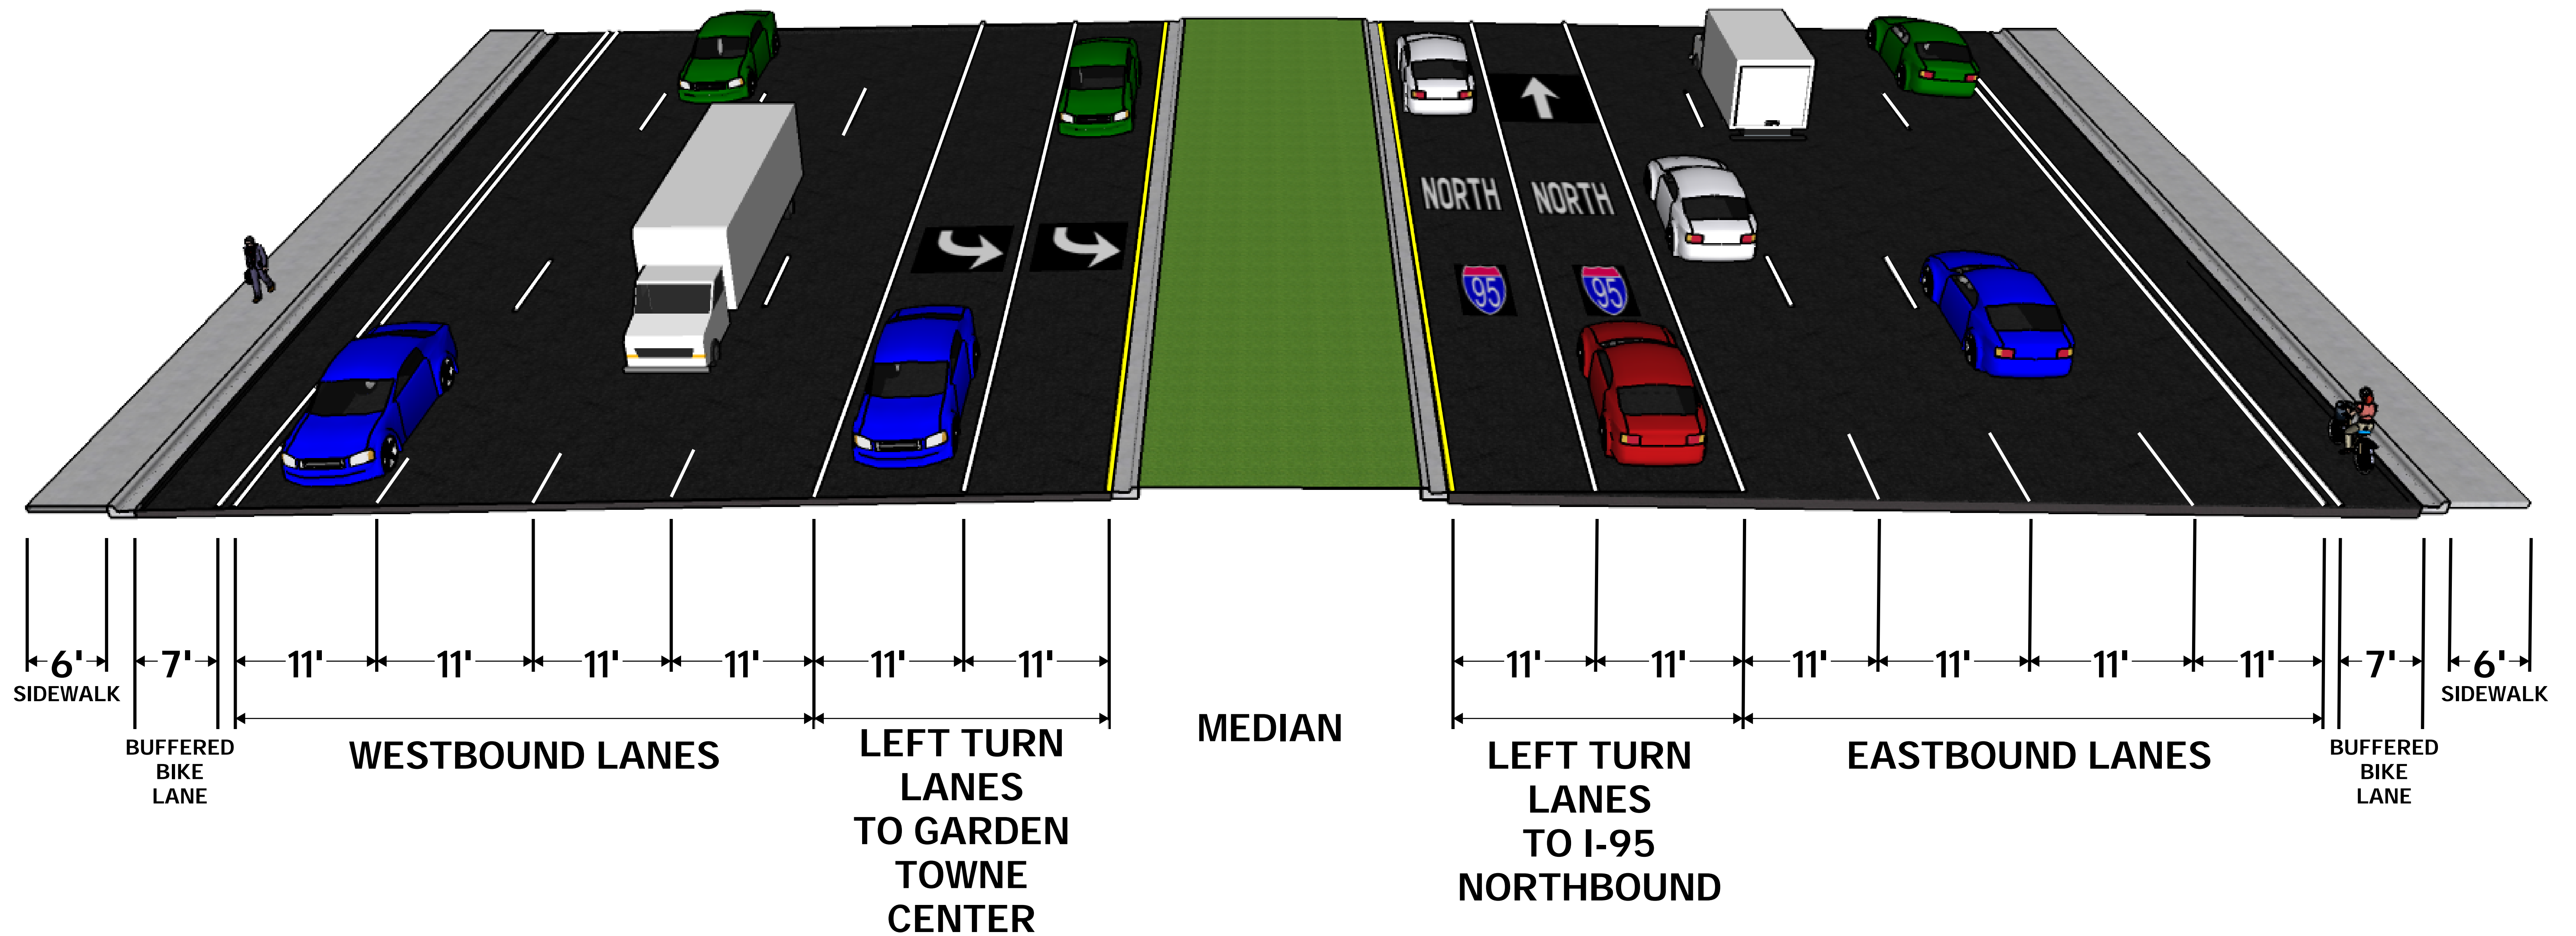 NORTH NORTH
95 95
6' 7' 11' 11' 11' 11' 11' 11' 11' 11' 11' 11' 11' 11' 7' 6'
SIDEWALK
BUFFERED
BIKE
LANE
WESTBOUND LANES
LEFT TURN
LANES
TO GARDEN
TOWNE
CENTER
MEDIAN
LEFT TURN
LANES
TO I-95
NORTHBOUND
EASTBOUND LANES
BUFFERED
BIKE
LANE
SIDEWALK